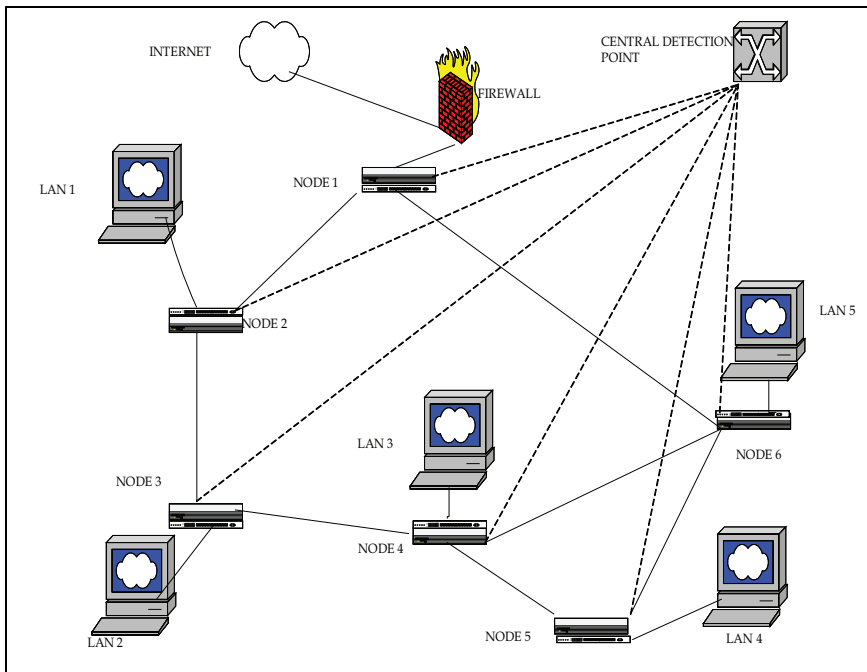 INTERNET
CENTRAL DETECTION
POINT
FIREWALL
LAN 1
NODE 1
NODE 2
LAN 5
LAN 3
NODE 6
NODE 3
NODE 4
NODE 5
LAN 2
LAN 4